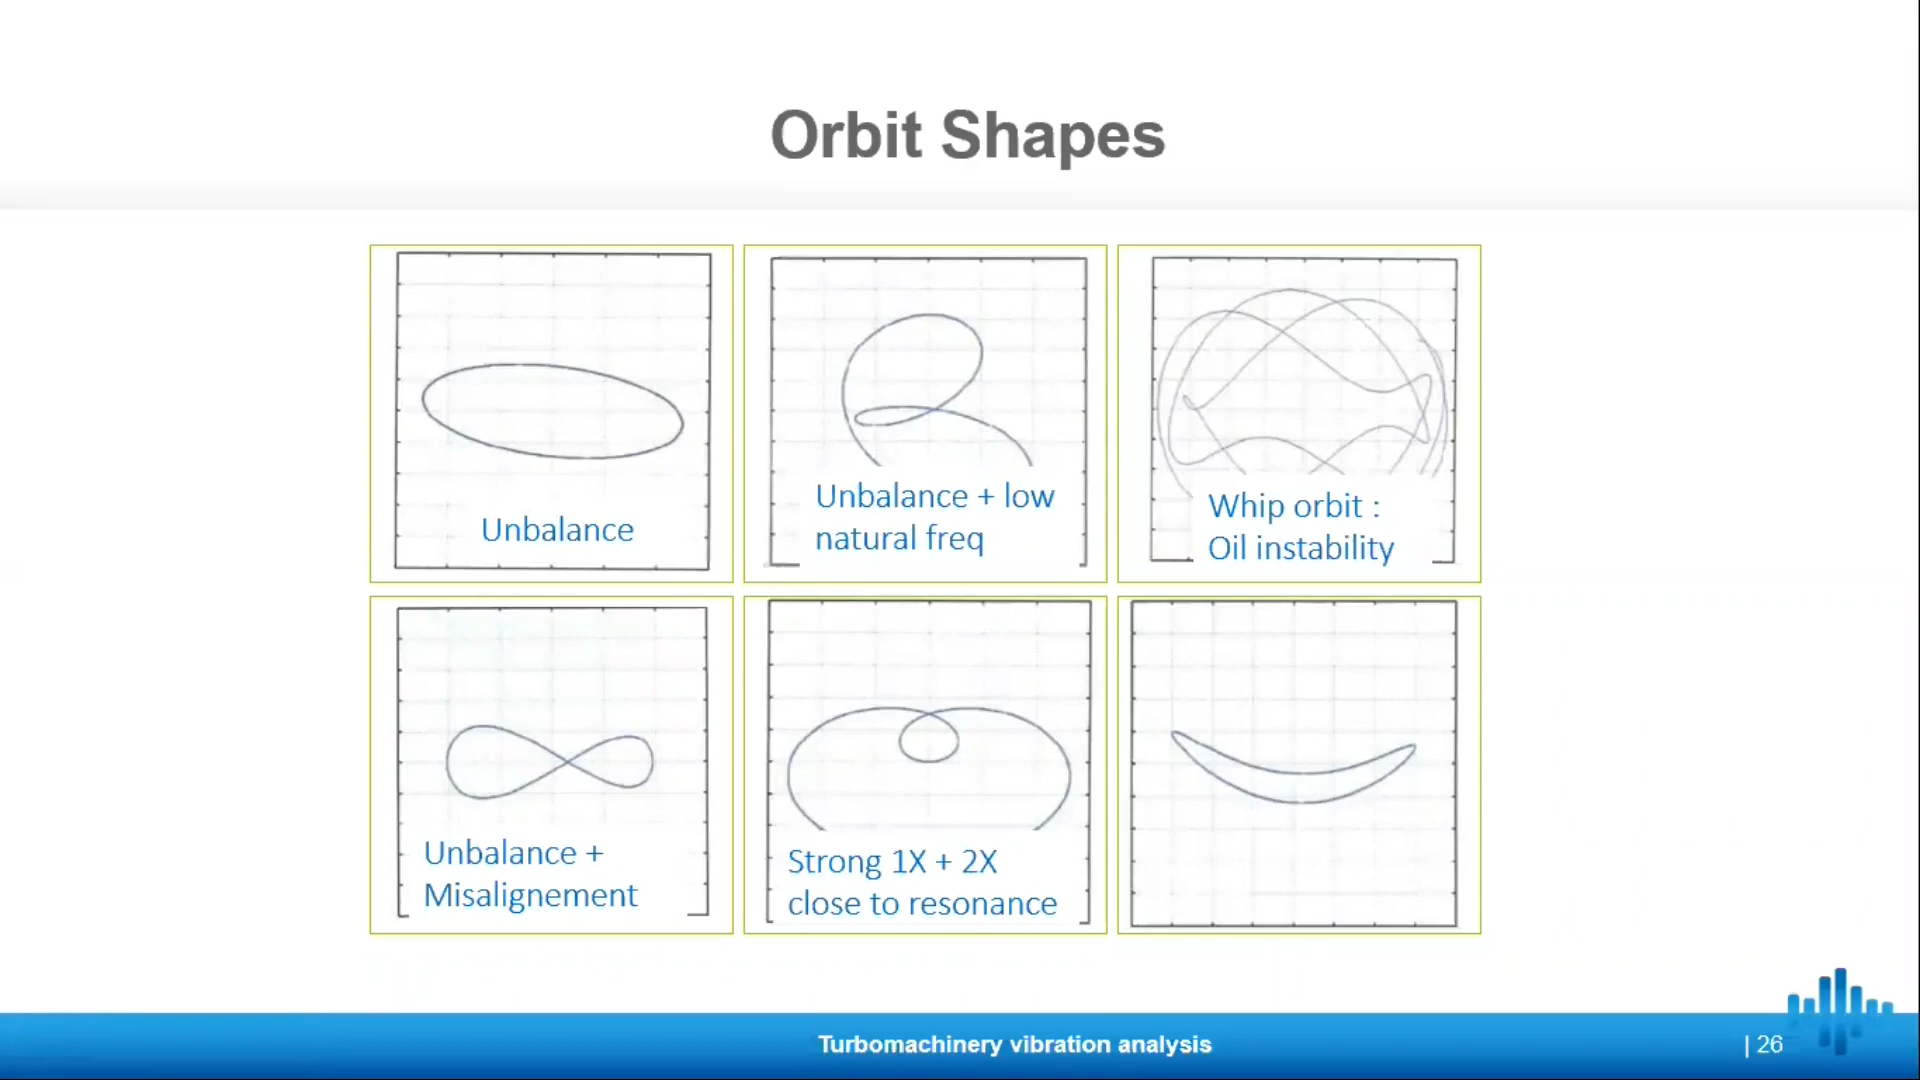 Orbit Shapes
Unbalance
Unbalance + low
natural freq
Whip orbit :
Oil instability
Unbalance +
Misalignement
Strong 1X + 2X
close to resonance
Turbomachinery vibration analysis
| 26